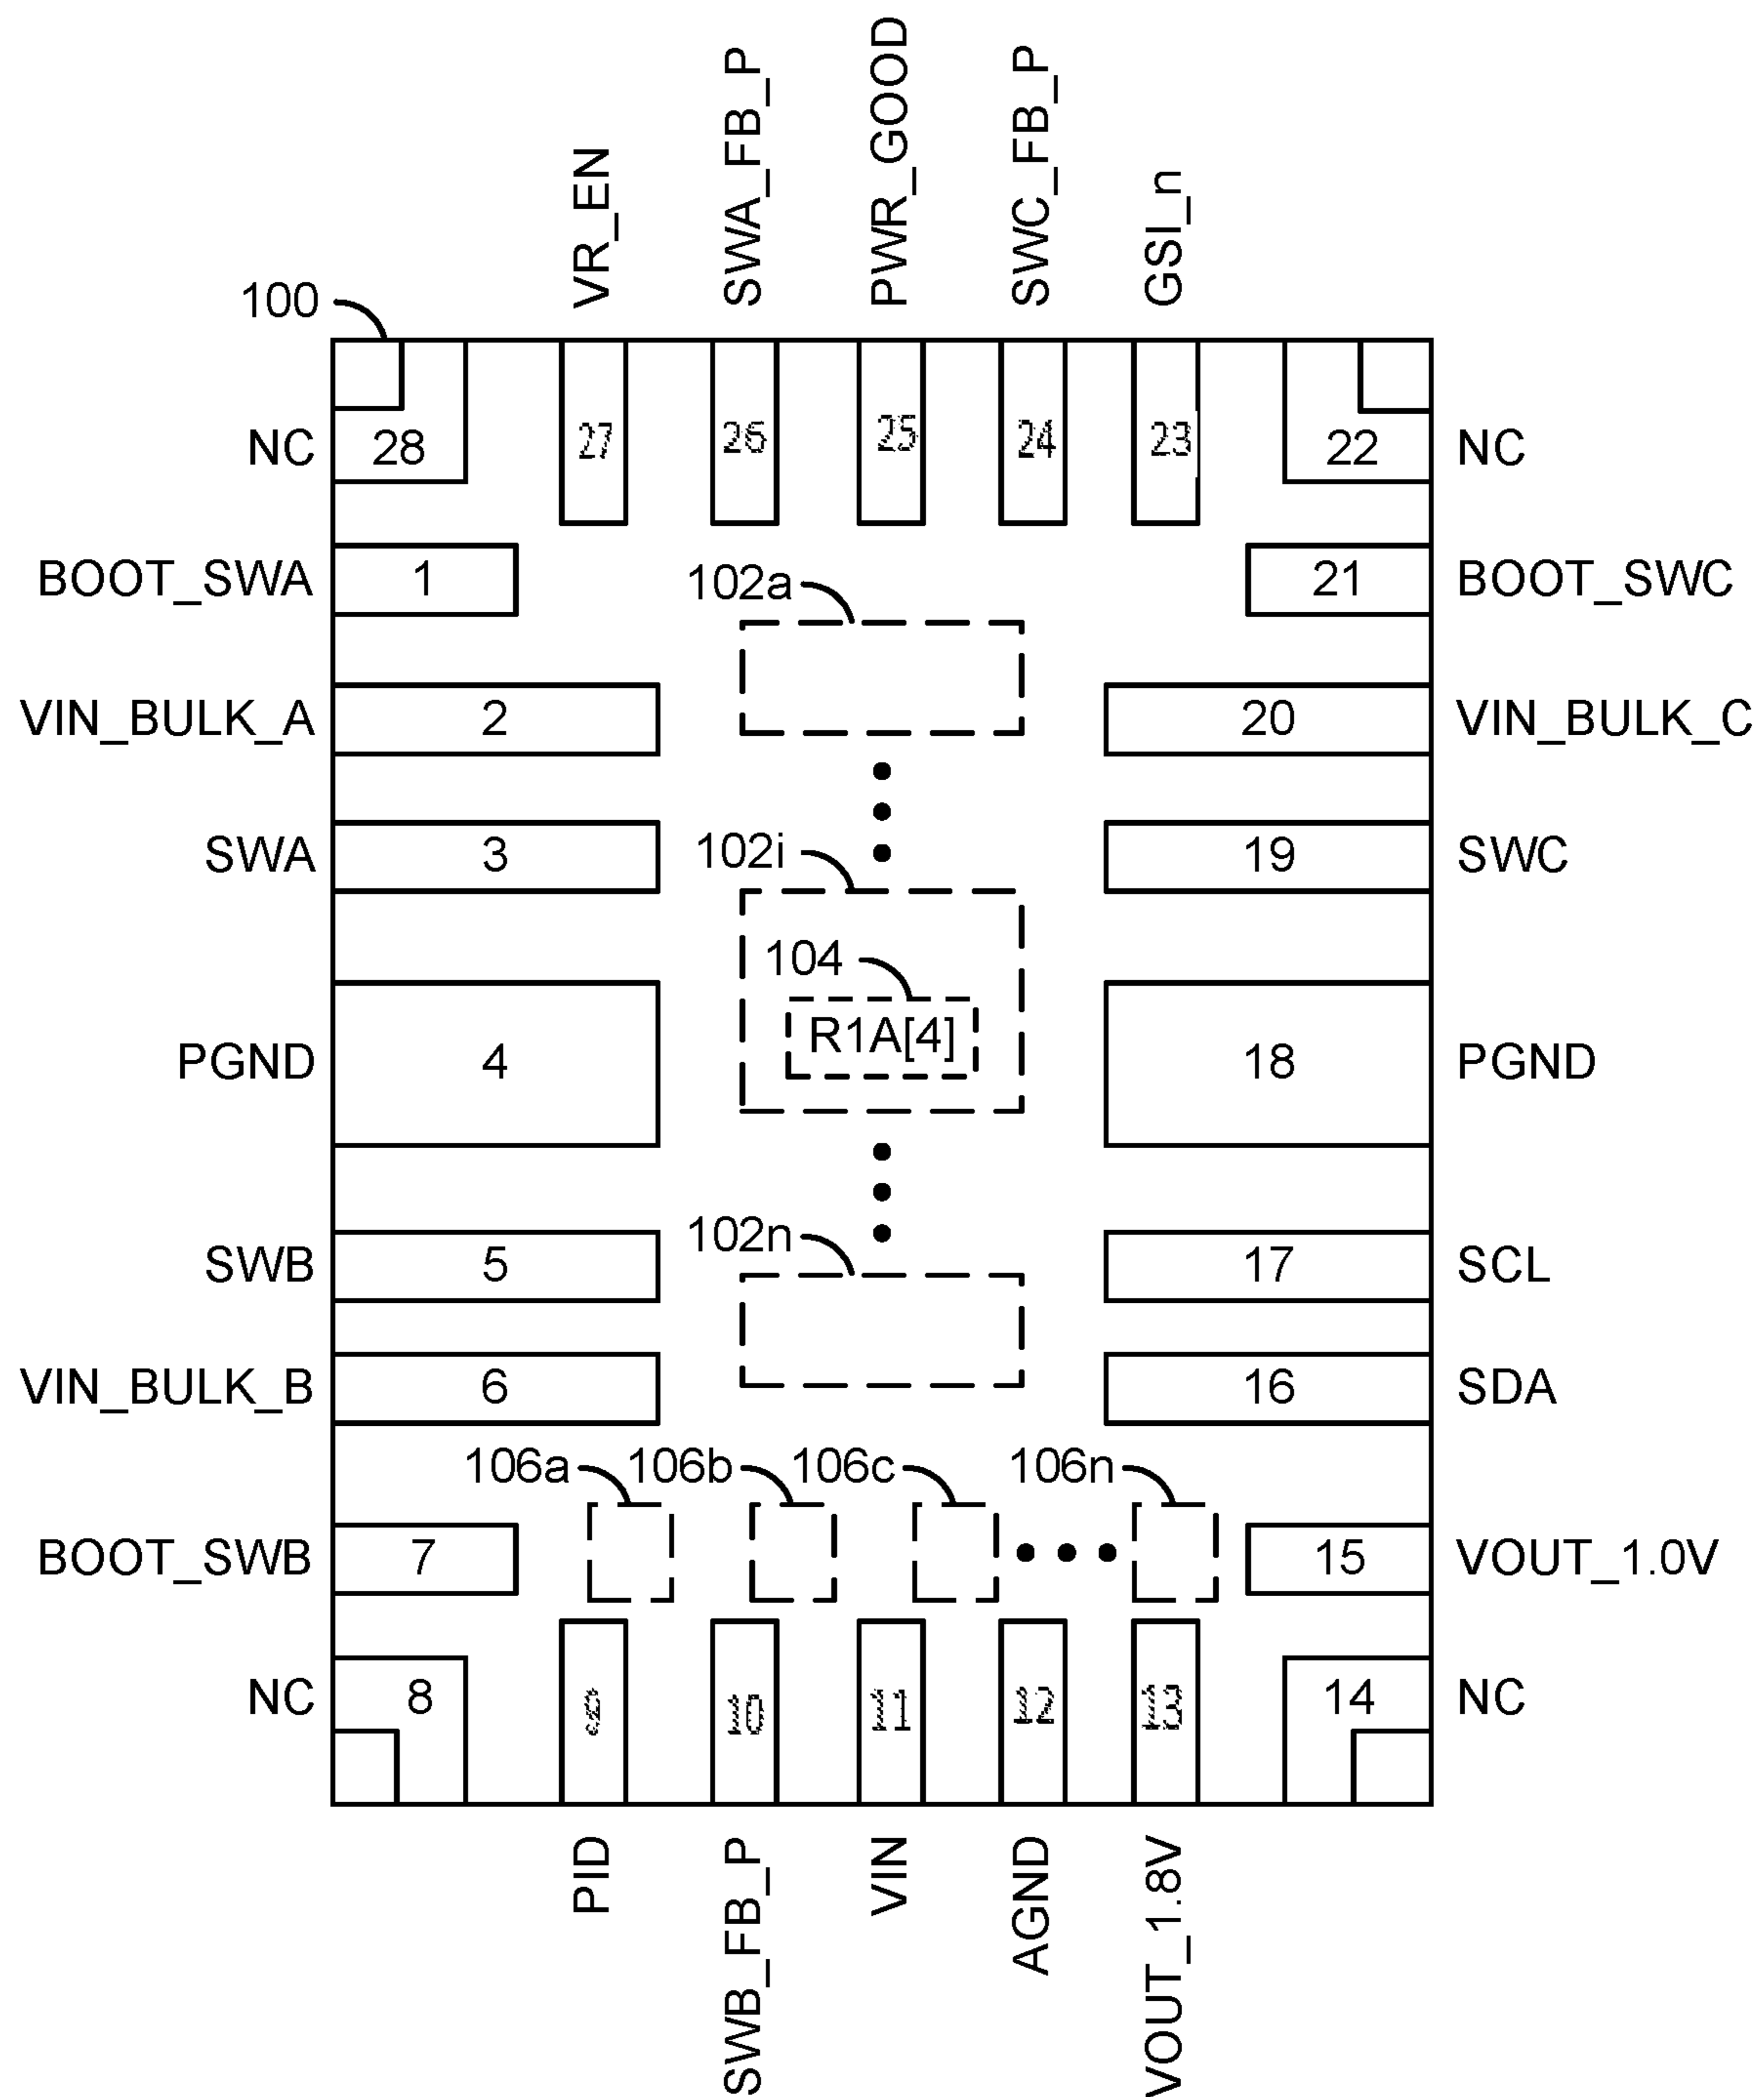 VR_EN
SWA_FB_P
PWR_GOOD
SWC_FB_P
GSI_n
100
27
26
25
24
23
NC 28
22 NC
BOOT_SWA 1
21 BOOT_SWC
102a
VIN_BULK_A 2
20 VIN_BULK_C
SWA 3
102i
19 SWC
104
R1A[4]
PGND 4
18 PGND
102n
SWB 5
17 SCL
VIN_BULK_B 6
16 SDA
106a 106b 106c 106n
BOOT_SWB 7
15 VOUT_1.0V
NC 8
9
10
11
12
13
14 NC
PID
SWB_FB_P
VIN
AGND
VOUT_1.8V